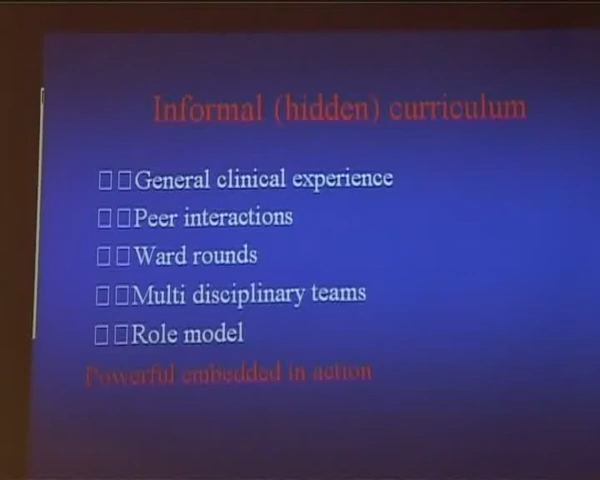 Informal (hidden) curriculum
General clinical experience
Peer interactions
Ward rounds
Multi disciplinary teams
Role model
Powerful embedded in action